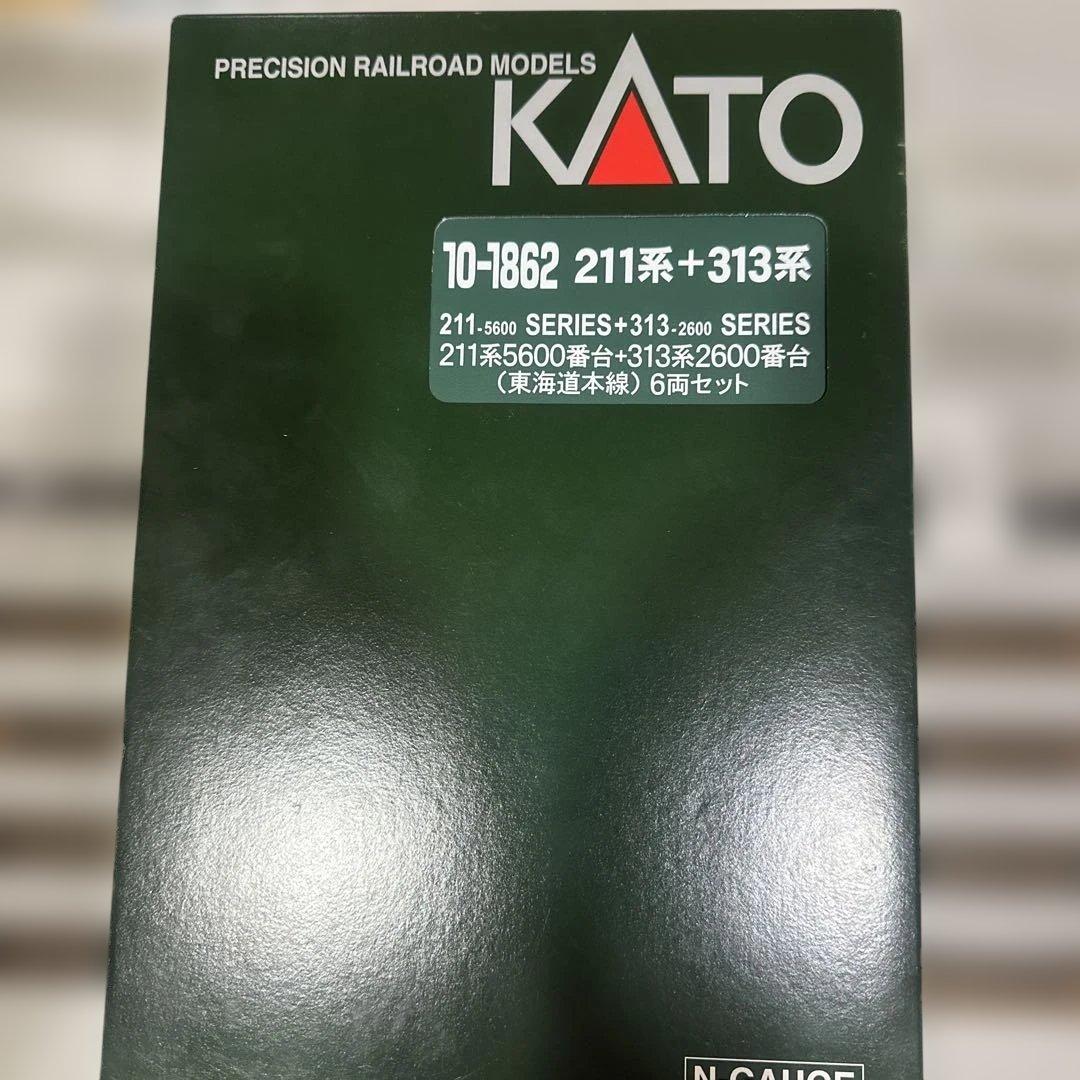 PRECISION RAILROAD MODELS
KATO
10-1862 211系+313系
211-5600 SERIES+313-2600 SERIES
211系5600番台+313系2600番台
(東海道本線) 6両セット
N GAUGE